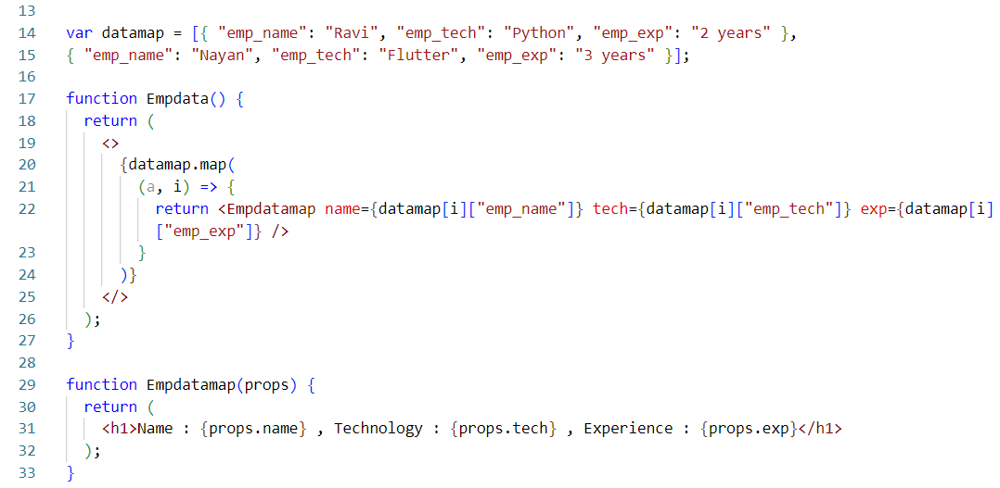 13
14 var datamap = [{ "emp_name": "Ravi", "emp_tech": "Python", "emp_exp": "2 years" },
15 { "emp_name": "Nayan", "emp_tech": "Flutter", "emp_exp": "3 years" }];
16
17 function Empdata() {
18   return (
19     <>
20       {datamap.map(
21         (a, i) => {
22           return <Empdatamap name={datamap[i]["emp_name"]} tech={datamap[i]["emp_tech"]} exp={datamap[i]
           ["emp_exp"]} />
23         }
24       )}
25     </>
26   );
27 }
28
29 function Empdatamap(props) {
30   return (
31     <h1>Name : {props.name} , Technology : {props.tech} , Experience : {props.exp}</h1>
32   );
33 }